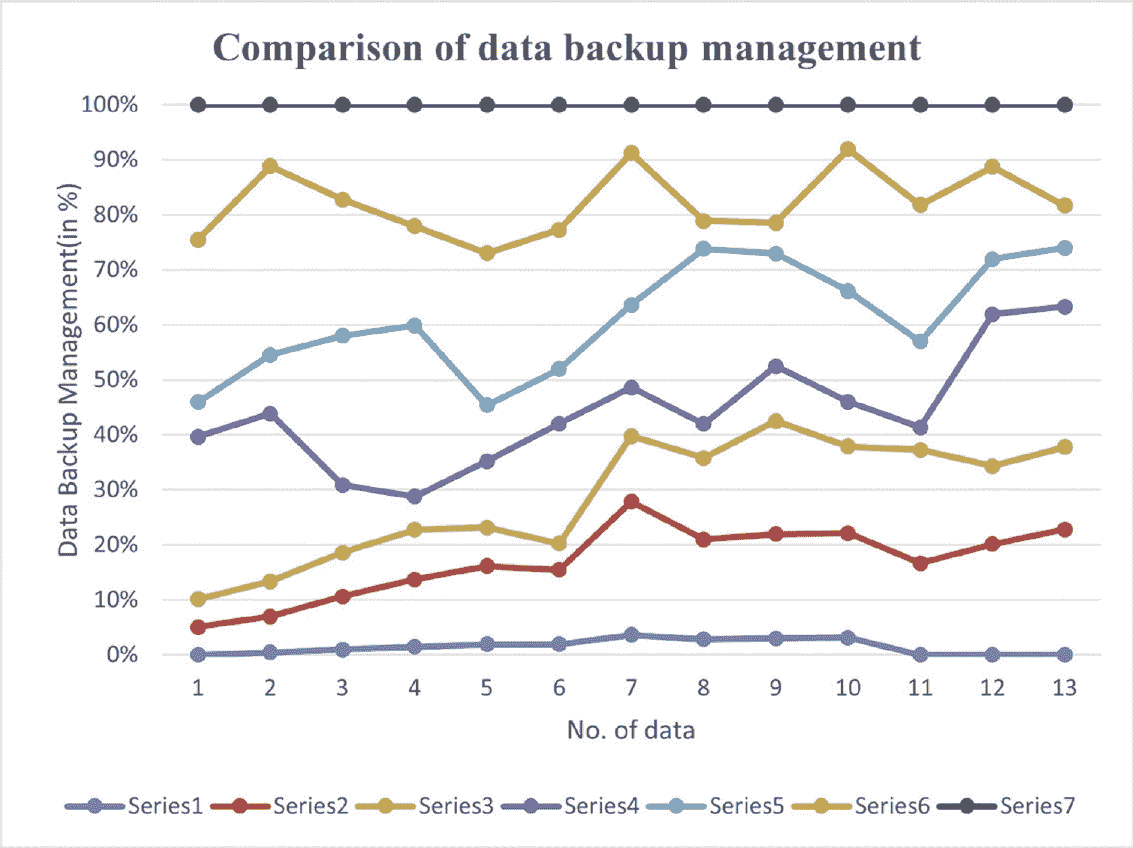 Comparison of data backup management
100%
90%
80%
70%
60%
50%
40%
30%
20%
10%
0%
Data Backup Management(in %)
1 2 3 4 5 6 7 8 9 10 11 12 13
No. of data
Series1 Series2 Series3 Series4 Series5 Series6 Series7